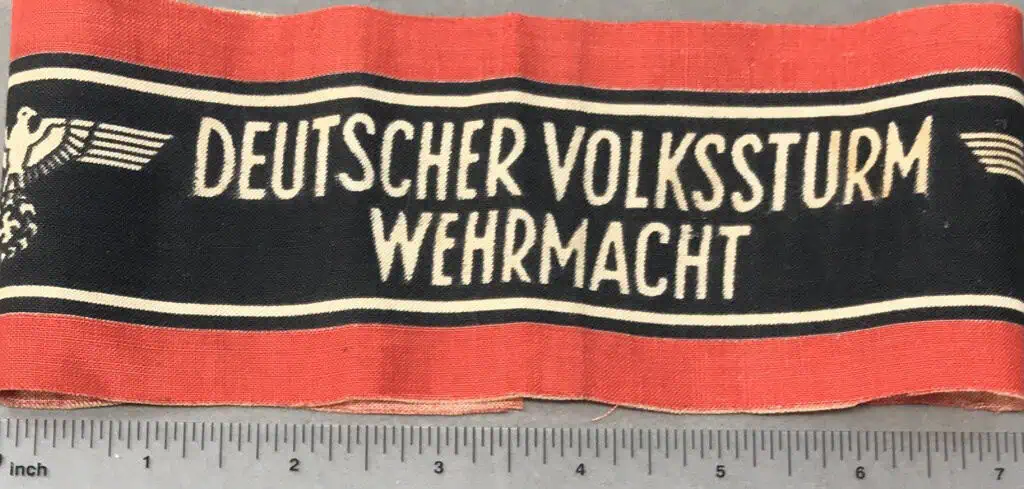 DEUTSCHER VOLKSSTURM
WEHRMACHT
inch 1 2 3 4 5 6 7